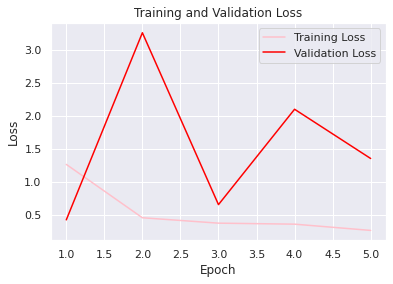 Training and Validation Loss
Training Loss
Validation Loss
Loss
3.0
2.5
2.0
1.5
1.0
0.5
1.0 1.5 2.0 2.5 3.0 3.5 4.0 4.5 5.0
Epoch